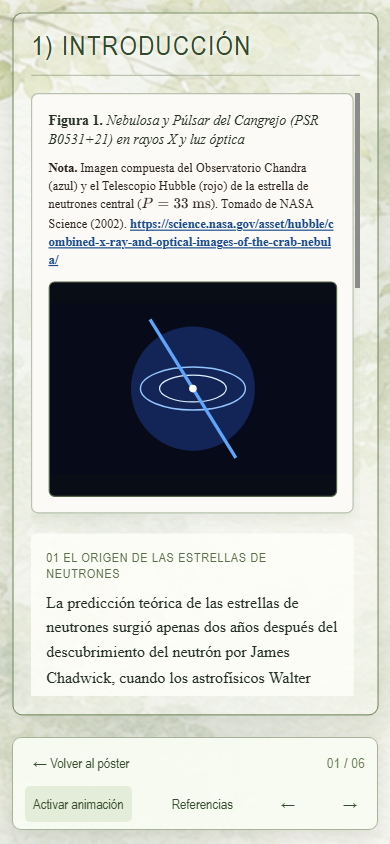 1) INTRODUCCIÓN
Figura 1. Nebulosa y Púlsar del Cangrejo (PSR
B0531+21) en rayos X y luz óptica
Nota. Imagen compuesta del Observatorio Chandra
(azul) y el Telescopio Hubble (rojo) de la estrella de
neutrones central (P = 33 ms). Tomado de NASA
Science (2002). https://science.nasa.gov/asset/hubble/c
ombined-x-ray-and-optical-images-of-the-crab-nebul
a/
01 EL ORIGEN DE LAS ESTRELLAS DE
NEUTRONES
La predicción teórica de las estrellas de
neutrones surgió apenas dos años después del
descubrimiento del neutrón por James
Chadwick, cuando los astrofísicos Walter
← Volver al póster
01 / 06
Activar animación
Referencias
←
→